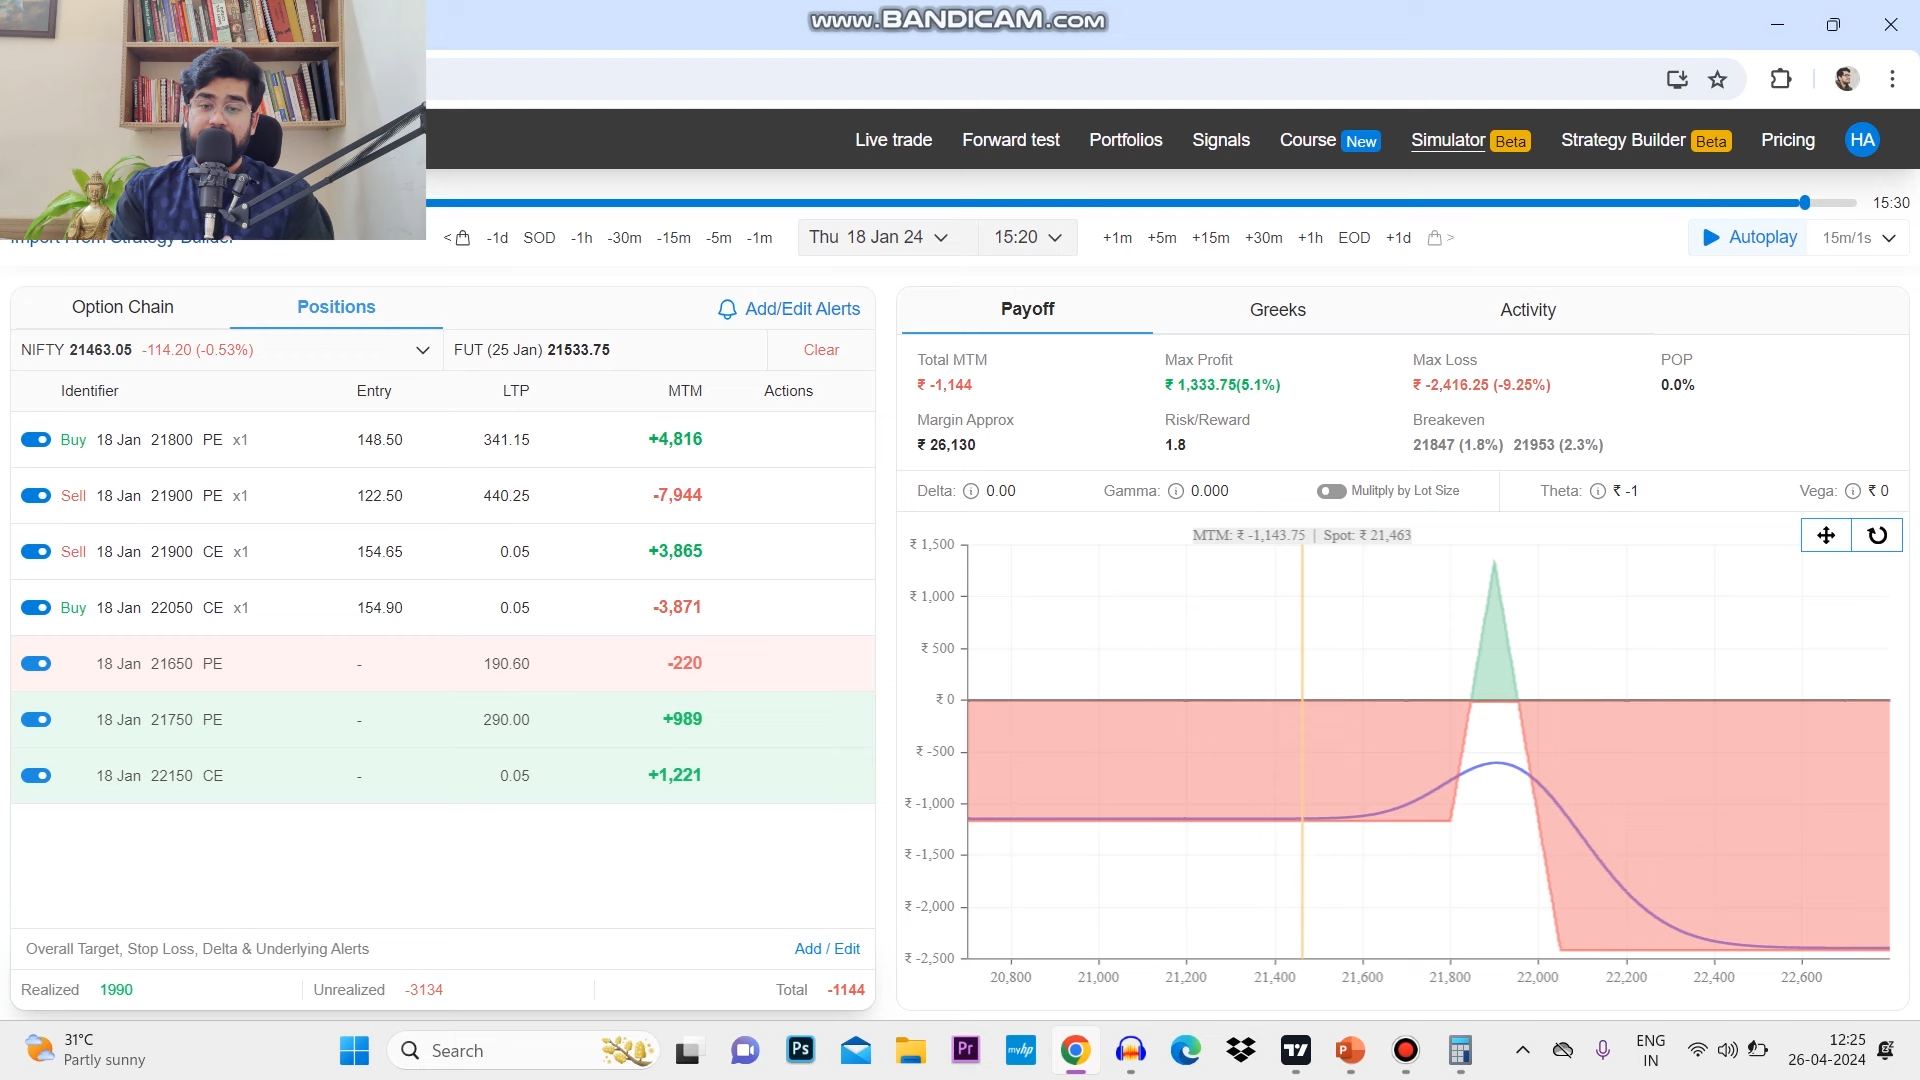 www.BANDICAM.com
Live trade Forward test Portfolios Signals Course New Simulator Beta Strategy Builder Beta Pricing HA
15:30
Import From Strategy Builder
< -1d SOD -1h -30m -15m -5m -1m Thu 18 Jan 24 15:20 +1m +5m +15m +30m +1h EOD +1d > Autoplay 15m/1s
Option Chain Positions Add/Edit Alerts
NIFTY 21463.05 -114.20 (-0.53%) FUT (25 Jan) 21533.75 Clear
Identifier Entry LTP MTM Actions
Buy 18 Jan 21800 PE x1 148.50 341.15 +4,816
Sell 18 Jan 21900 PE x1 122.50 440.25 -7,944
Sell 18 Jan 21900 CE x1 154.65 0.05 +3,865
Buy 18 Jan 22050 CE x1 154.90 0.05 -3,871
18 Jan 21650 PE - 190.60 -220
18 Jan 21750 PE - 290.00 +989
18 Jan 22150 CE - 0.05 +1,221
Overall Target, Stop Loss, Delta & Underlying Alerts Add / Edit
Realized 1990 Unrealized -3134 Total -1144
Payoff Greeks Activity
Total MTM Max Profit Max Loss POP
₹ -1,144 ₹ 1,333.75(5.1%) ₹ -2,416.25 (-9.25%) 0.0%
Margin Approx Risk/Reward Breakeven
₹ 26,130 1.8 21847 (1.8%) 21953 (2.3%)
Delta: 0.00 Gamma: 0.000 Mulitply by Lot Size Theta: ₹ -1 Vega: ₹ 0
MTM: ₹ -1,143.75 | Spot: ₹ 21,463
₹ 1,500
₹ 1,000
₹ 500
₹ 0
₹ -500
₹ -1,000
₹ -1,500
₹ -2,000
₹ -2,500
20,800 21,000 21,200 21,400 21,600 21,800 22,000 22,200 22,400 22,600
31°C
Partly sunny
Search
Ps
Pr
myhp
ENG
IN
12:25
26-04-2024